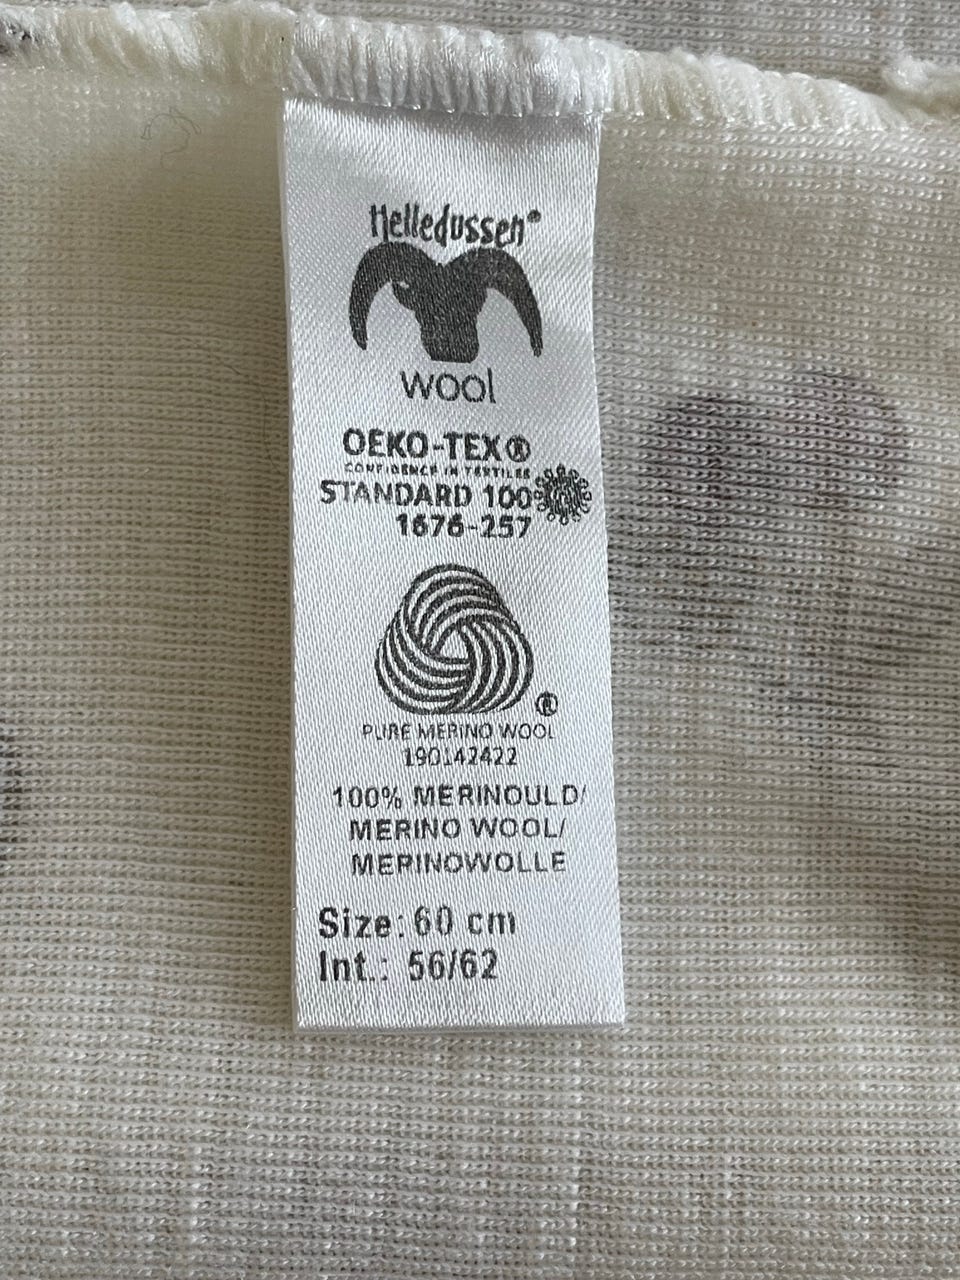 Helledussen®
wool
OEKO-TEX®
CONFIDENCE IN TEXTILES
STANDARD 100
1676-257
®
PURE MERINO WOOL
190142422
100% MERINOULD/
MERINO WOOL/
MERINOWOLLE
Size: 60 cm
Int.: 56/62